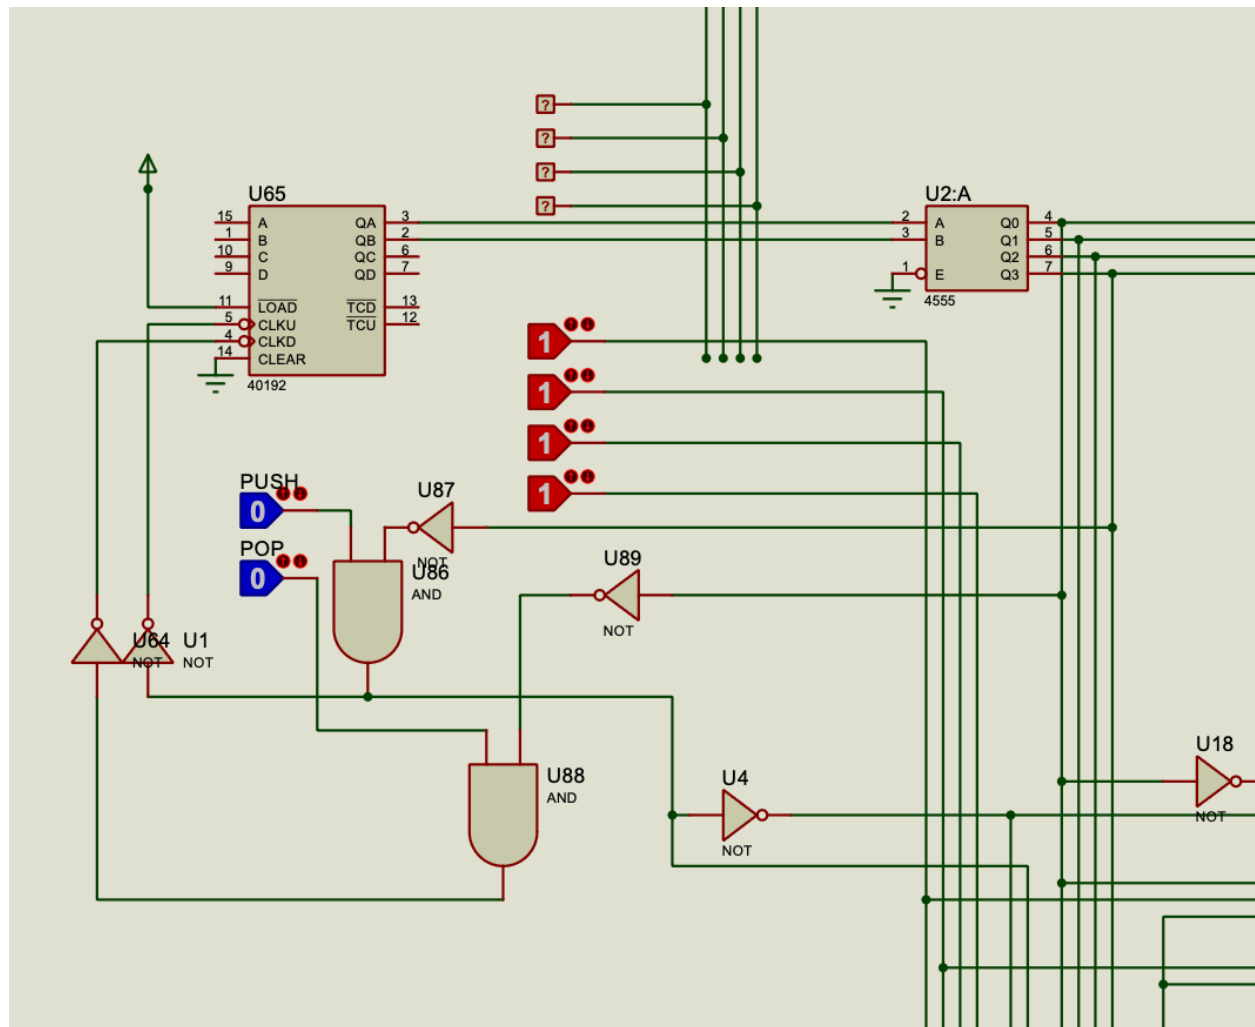 ?
?
?
?
U65
15 A QA 3
1 B QB 2
10 C QC 6
9 D QD 7
11 LOAD TCD 13
5 CLKU TCU 12
4 CLKD
14 CLEAR
40192
U2:A
2 A Q0 4
3 B Q1 5
Q2 6
1 E Q3 7
4555
1
1
1
1
PUSH
0
U87
NOT
POP
0
U86
AND
U89
NOT
U64
NOT
U1
NOT
U88
AND
U4
NOT
U18
NOT